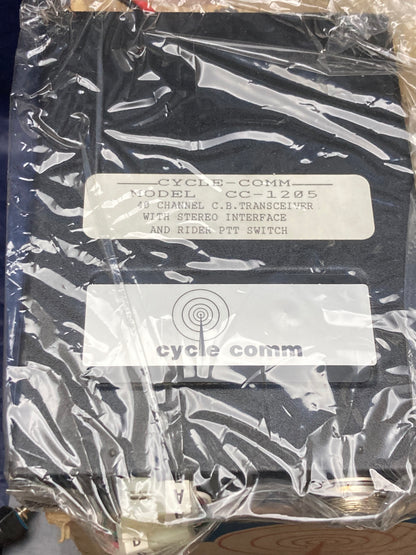 CYCLE-COMM
MODEL CC-1205
40 CHANNEL C.B.TRANSCEIVER
WITH STEREO INTERFACE
AND RIDER PTT SWITCH
cycle comm
A